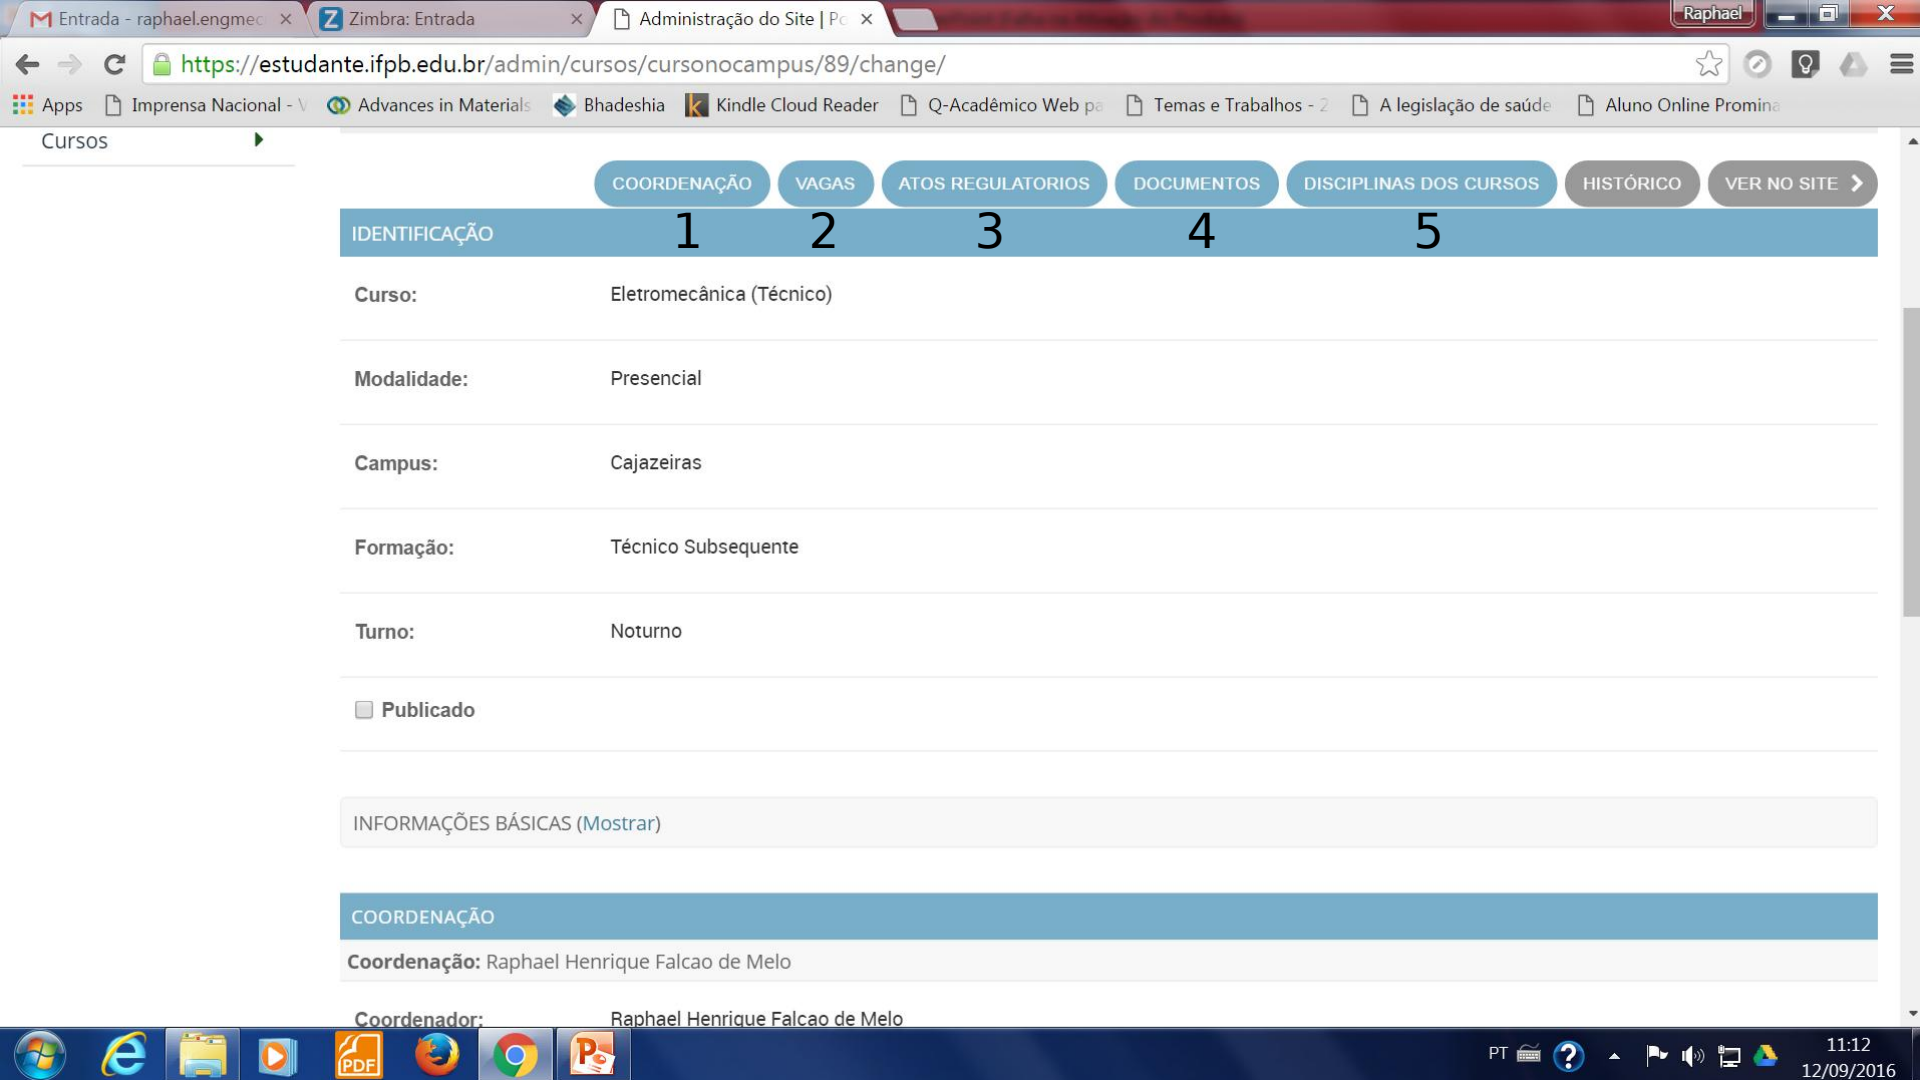 Entrada - raphael.engmec
Zimbra: Entrada
Administração do Site | Po
Raphael
https://estudante.ifpb.edu.br/admin/cursos/cursonocampus/89/change/
Apps
Imprensa Nacional - V
Advances in Materials
Bhadeshia
Kindle Cloud Reader
Q-Acadêmico Web pa
Temas e Trabalhos - 2
A legislação de saúde
Aluno Online Promina
Cursos
COORDENAÇÃO
VAGAS
ATOS REGULATORIOS
DOCUMENTOS
DISCIPLINAS DOS CURSOS
HISTÓRICO
VER NO SITE
IDENTIFICAÇÃO
1 2 3 4 5
Curso: Eletromecânica (Técnico)
Modalidade: Presencial
Campus: Cajazeiras
Formação: Técnico Subsequente
Turno: Noturno
Publicado
INFORMAÇÕES BÁSICAS (Mostrar)
COORDENAÇÃO
Coordenação: Raphael Henrique Falcao de Melo
Coordenador: Raphael Henrique Falcao de Melo
PDF
PT
11:12
12/09/2016